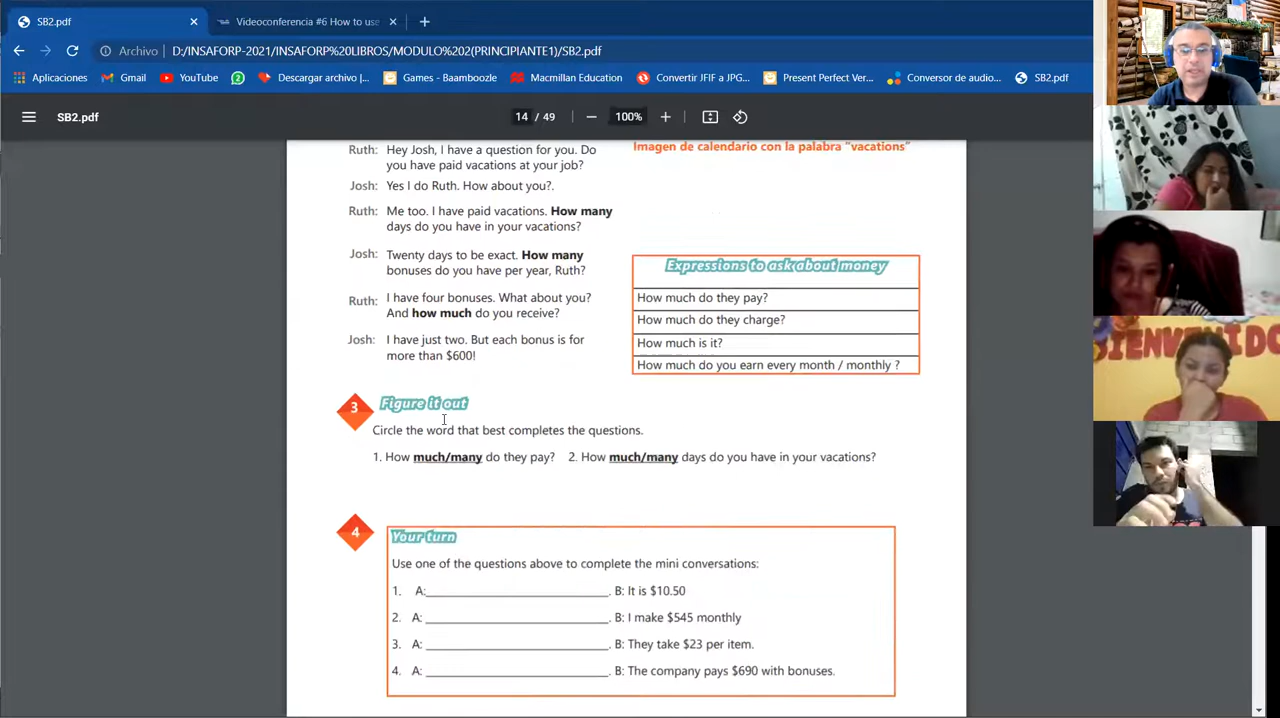 SB2.pdf
Videoconferencia #6 How to use
Archivo D:/INSAFORP-2021/INSAFORP%20LIBROS/MODULO%202(PRINCIPIANTE1)/SB2.pdf
Aplicaciones Gmail YouTube Descargar archivo | Games - Baamboozle Macmillan Education Convertir JFIF a JPG... Present Perfect Ver... Conversor de audio... SB2.pdf
SB2.pdf 14 / 49 100%
Ruth: Hey Josh, I have a question for you. Do
you have paid vacations at your job?
Josh: Yes I do Ruth. How about you?.
Ruth: Me too. I have paid vacations. How many
days do you have in your vacations?
Josh: Twenty days to be exact. How many
bonuses do you have per year, Ruth?
Ruth: I have four bonuses. What about you?
And how much do you receive?
Josh: I have just two. But each bonus is for
more than $600!
Imagen de calendario con la palabra “vacations”
Expressions to ask about money
How much do they pay?
How much do they charge?
How much is it?
How much do you earn every month / monthly ?
3 Figure it out
Circle the word that best completes the questions.
1. How much/many do they pay? 2. How much/many days do you have in your vacations?
4 Your turn
Use one of the questions above to complete the mini conversations:
1. A:____________________. B: It is $10.50
2. A: ____________________. B: I make $545 monthly
3. A: ____________________. B: They take $23 per item.
4. A: ____________________. B: The company pays $690 with bonuses.
BIENVENIDO